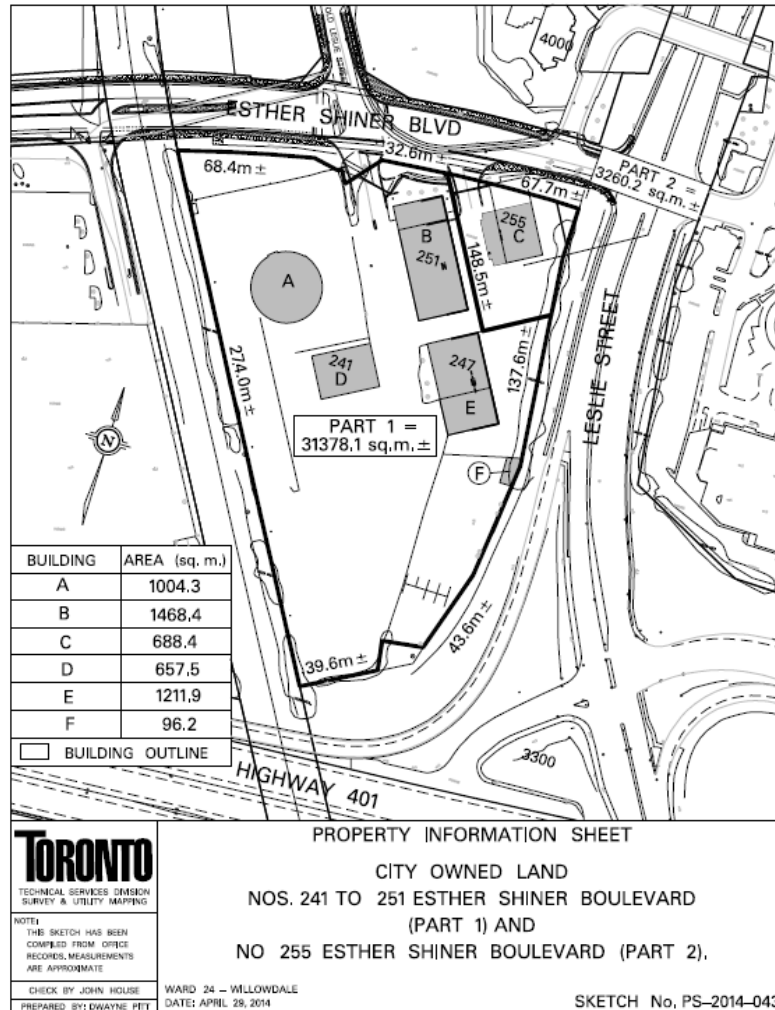 OLD LESLIE STREET
4000
ESTHER SHINER BLVD
32.6m ±
68.4m ±
PART 2 =
3260.2 sq.m. ±
67.7m ±
255
C
B
251
148.5m ±
A
LESLIE STREET
274.0m ±
241
D
247
E
137.6m ±
PART 1 =
31378.1 sq.m. ±
N
F
43.6m ±
39.6m ±
3300
HIGHWAY 401
BUILDING AREA (sq. m.)
A 1004.3
B 1468.4
C 688.4
D 657.5
E 1211.9
F 96.2
BUILDING OUTLINE
TORONTO
TECHNICAL SERVICES DIVISION
SURVEY & UTILITY MAPPING
NOTE:
THIS SKETCH HAS BEEN
COMPILED FROM OFFICE
RECORDS. MEASUREMENTS
ARE APPROXIMATE
CHECK BY JOHN HOUSE
PREPARED BY: DWAYNE PITT
PROPERTY INFORMATION SHEET
CITY OWNED LAND
NOS. 241 TO 251 ESTHER SHINER BOULEVARD
(PART 1) AND
NO 255 ESTHER SHINER BOULEVARD (PART 2).
WARD 24 – WILLOWDALE
DATE: APRIL 29, 2014
SKETCH No. PS–2014–043